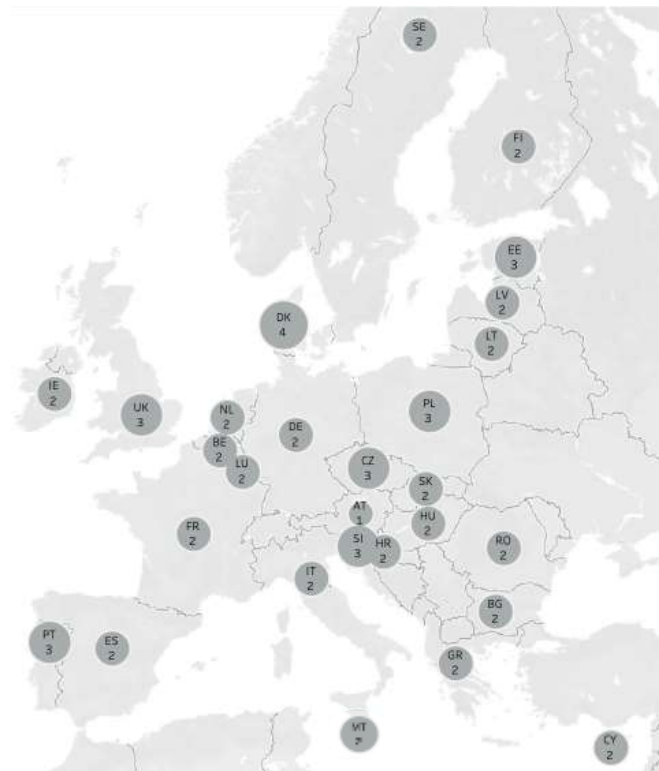 SE
2
FI
2
EE
3
LV
2
DK
4
LT
2
IE
2
UK
3
NL
2
PL
3
DE
2
BE
2
LU
2
CZ
3
SK
2
AT
1
HU
2
FR
2
SI
3
HR
2
RO
2
IT
2
BG
2
PT
3
ES
2
GR
2
MT
CY
2